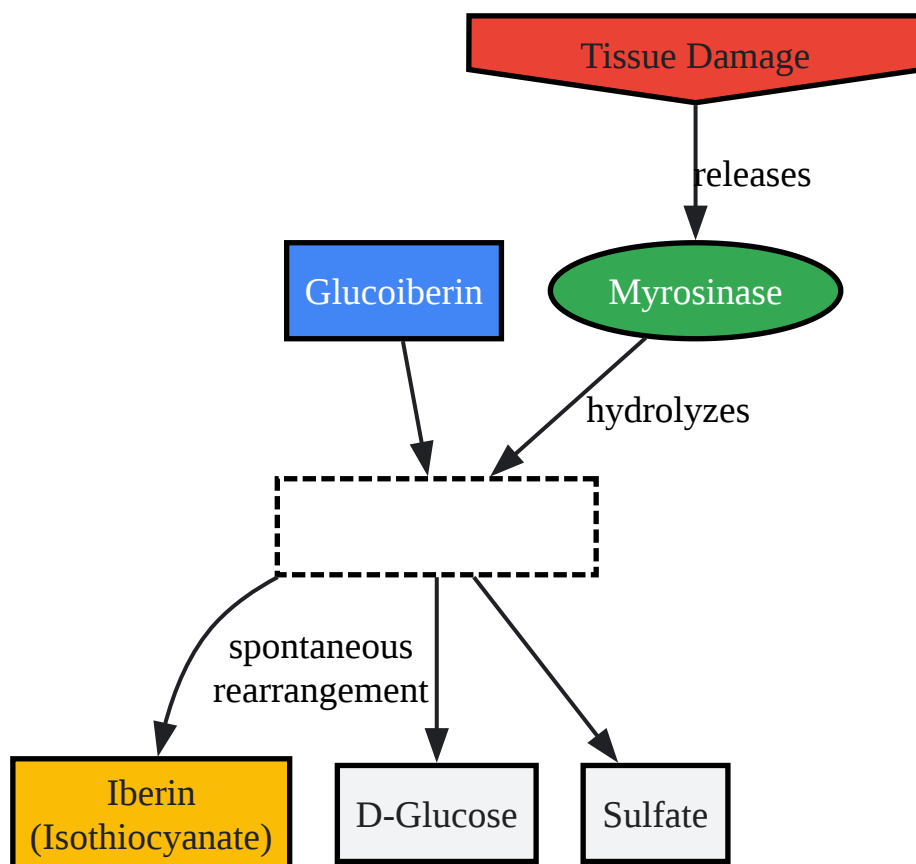 Tissue Damage
releases
Glucoiberin
Myrosinase
hydrolyzes
spontaneous
rearrangement
Iberin
(Isothiocyanate)
D-Glucose
Sulfate